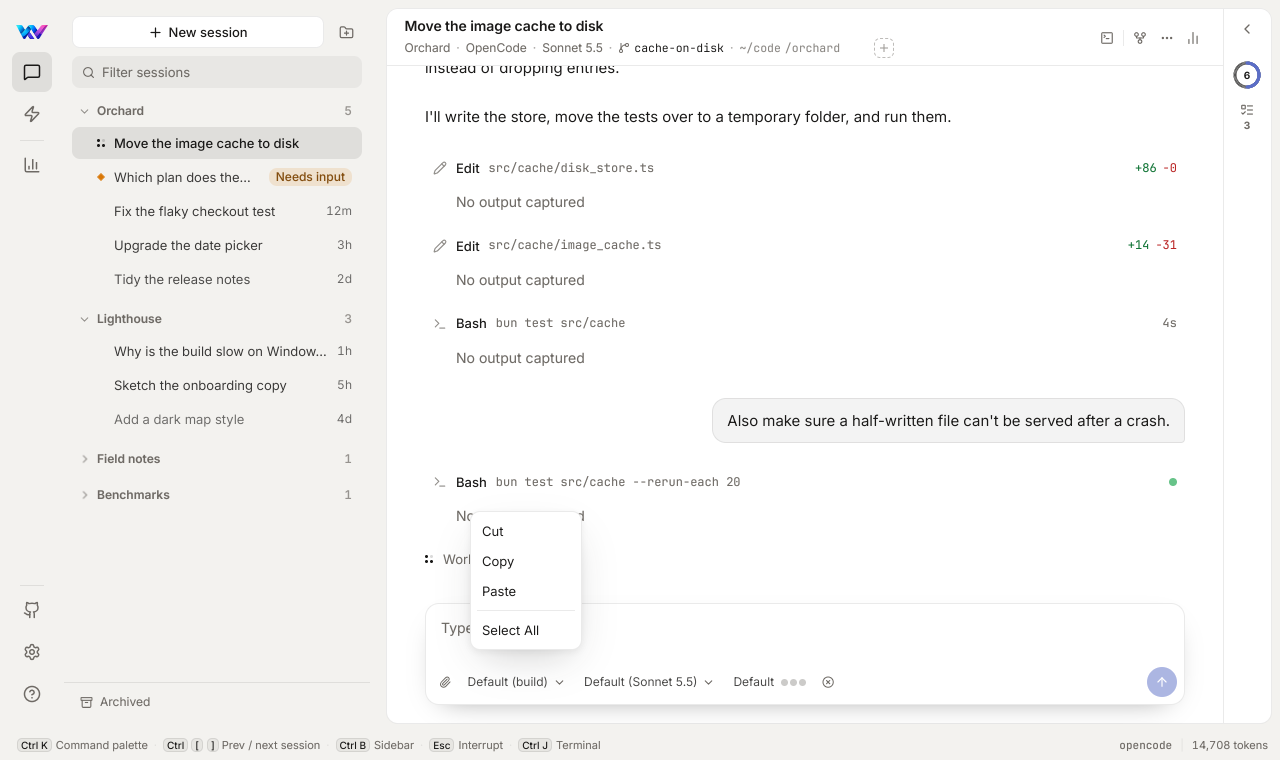 New session
Filter sessions
Orchard 5
Move the image cache to disk
Which plan does the... Needs input
Fix the flaky checkout test 12m
Upgrade the date picker 3h
Tidy the release notes 2d
Lighthouse 3
Why is the build slow on Window... 1h
Sketch the onboarding copy 5h
Add a dark map style 4d
Field notes 1
Benchmarks 1
Archived
Move the image cache to disk
Orchard · OpenCode · Sonnet 5.5 · cache-on-disk · ~/code /orchard
instead of dropping entries.
I'll write the store, move the tests over to a temporary folder, and run them.
Edit src/cache/disk_store.ts +86 -0
No output captured
Edit src/cache/image_cache.ts +14 -31
No output captured
Bash bun test src/cache 4s
No output captured
Also make sure a half-written file can't be served after a crash.
Bash bun test src/cache --rerun-each 20
Cut
Copy
Paste
Select All
Type
Default (build) Default (Sonnet 5.5) Default
6
3
Ctrl K Command palette Ctrl [ ] Prev / next session Ctrl B Sidebar Esc Interrupt Ctrl J Terminal
opencode 14,708 tokens